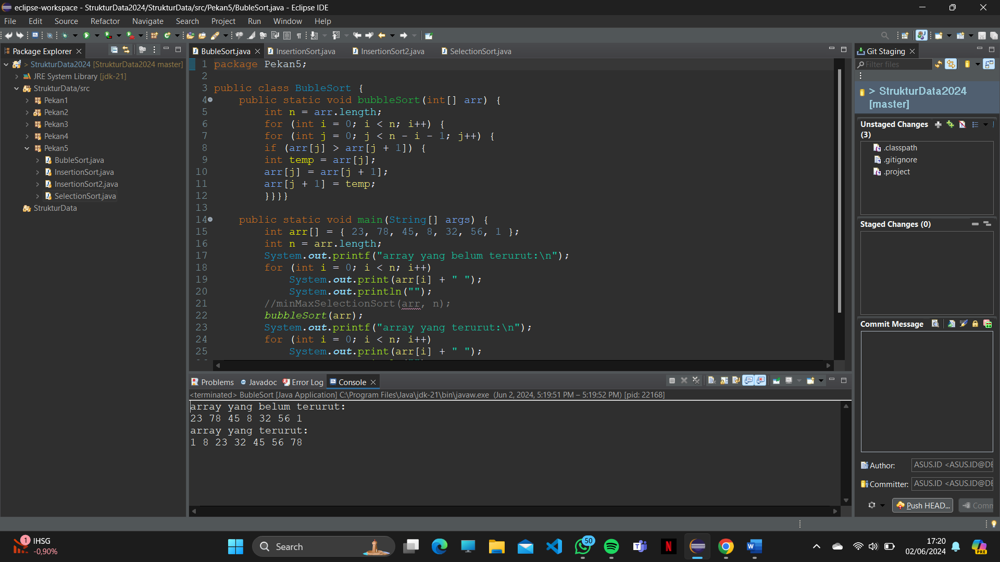 eclipse-workspace - StrukturData2024/StrukturData/src/Pekan5/BubleSort.java - Eclipse IDE
File Edit Source Refactor Navigate Search Project Run Window Help
Package Explorer
> StrukturData2024 [StrukturData2024 master]
JRE System Library [jdk-21]
StrukturData/src
Pekan1
Pekan2
Pekan3
Pekan4
Pekan5
BubleSort.java
InsertionSort.java
InsertionSort2.java
SelectionSort.java
StrukturData
BubleSort.java InsertionSort.java InsertionSort2.java SelectionSort.java
1 package Pekan5;
2
3 public class BubleSort {
4 public static void bubbleSort(int[] arr) {
5 int n = arr.length;
6 for (int i = 0; i < n; i++) {
7 for (int j = 0; j < n - i - 1; j++) {
8 if (arr[j] > arr[j + 1]) {
9 int temp = arr[j];
10 arr[j] = arr[j + 1];
11 arr[j + 1] = temp;
12 }}}}
13
14 public static void main(String[] args) {
15 int arr[] = { 23, 78, 45, 8, 32, 56, 1 };
16 int n = arr.length;
17 System.out.printf("array yang belum terurut:\n");
18 for (int i = 0; i < n; i++)
19 System.out.print(arr[i] + " ");
20 System.out.println("");
21 //minMaxSelectionSort(arr, n);
22 bubbleSort(arr);
23 System.out.printf("array yang terurut:\n");
24 for (int i = 0; i < n; i++)
25 System.out.print(arr[i] + " ");
Problems Javadoc Error Log Console
<terminated> BubleSort [Java Application] C:\Program Files\Java\jdk-21\bin\javaw.exe (Jun 2, 2024, 5:19:51 PM – 5:19:52 PM) [pid: 22168]
array yang belum terurut:
23 78 45 8 32 56 1
array yang terurut:
1 8 23 32 45 56 78
Git Staging
Filter files
> StrukturData2024
[master]
Unstaged Changes
(3)
.classpath
.gitignore
.project
Staged Changes (0)
Commit Message
Author: ASUS.ID <ASUS.ID@DE
Committer: ASUS.ID <ASUS.ID@DE
Push HEAD... Comm
1
IHSG
-0,90%
Search
50
17:20
02/06/2024
PRE